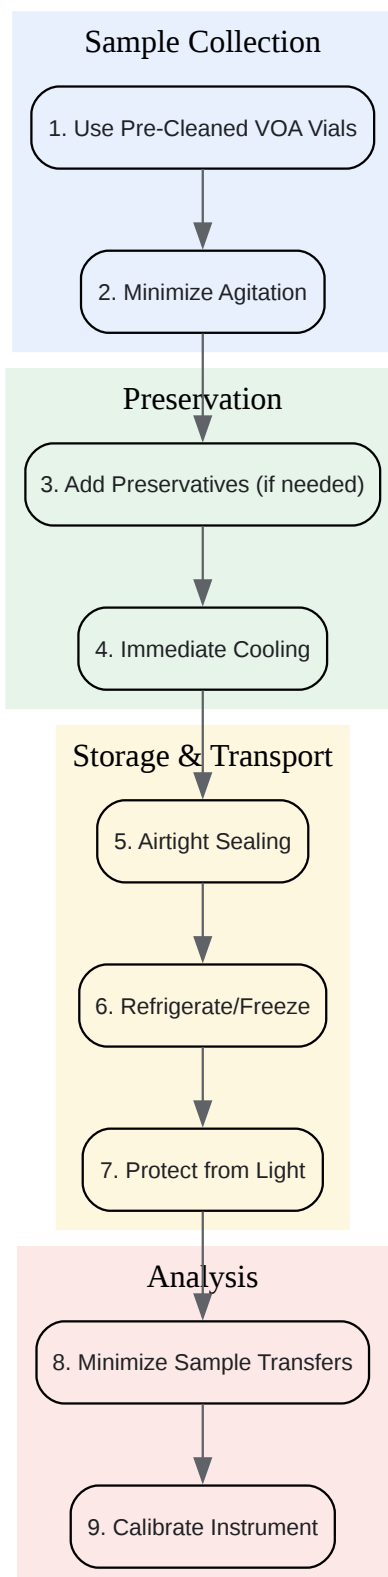 Sample Collection
1. Use Pre-Cleaned VOA Vials
2. Minimize Agitation
Preservation
3. Add Preservatives (if needed)
4. Immediate Cooling
Storage & Transport
5. Airtight Sealing
6. Refrigerate/Freeze
7. Protect from Light
Analysis
8. Minimize Sample Transfers
9. Calibrate Instrument